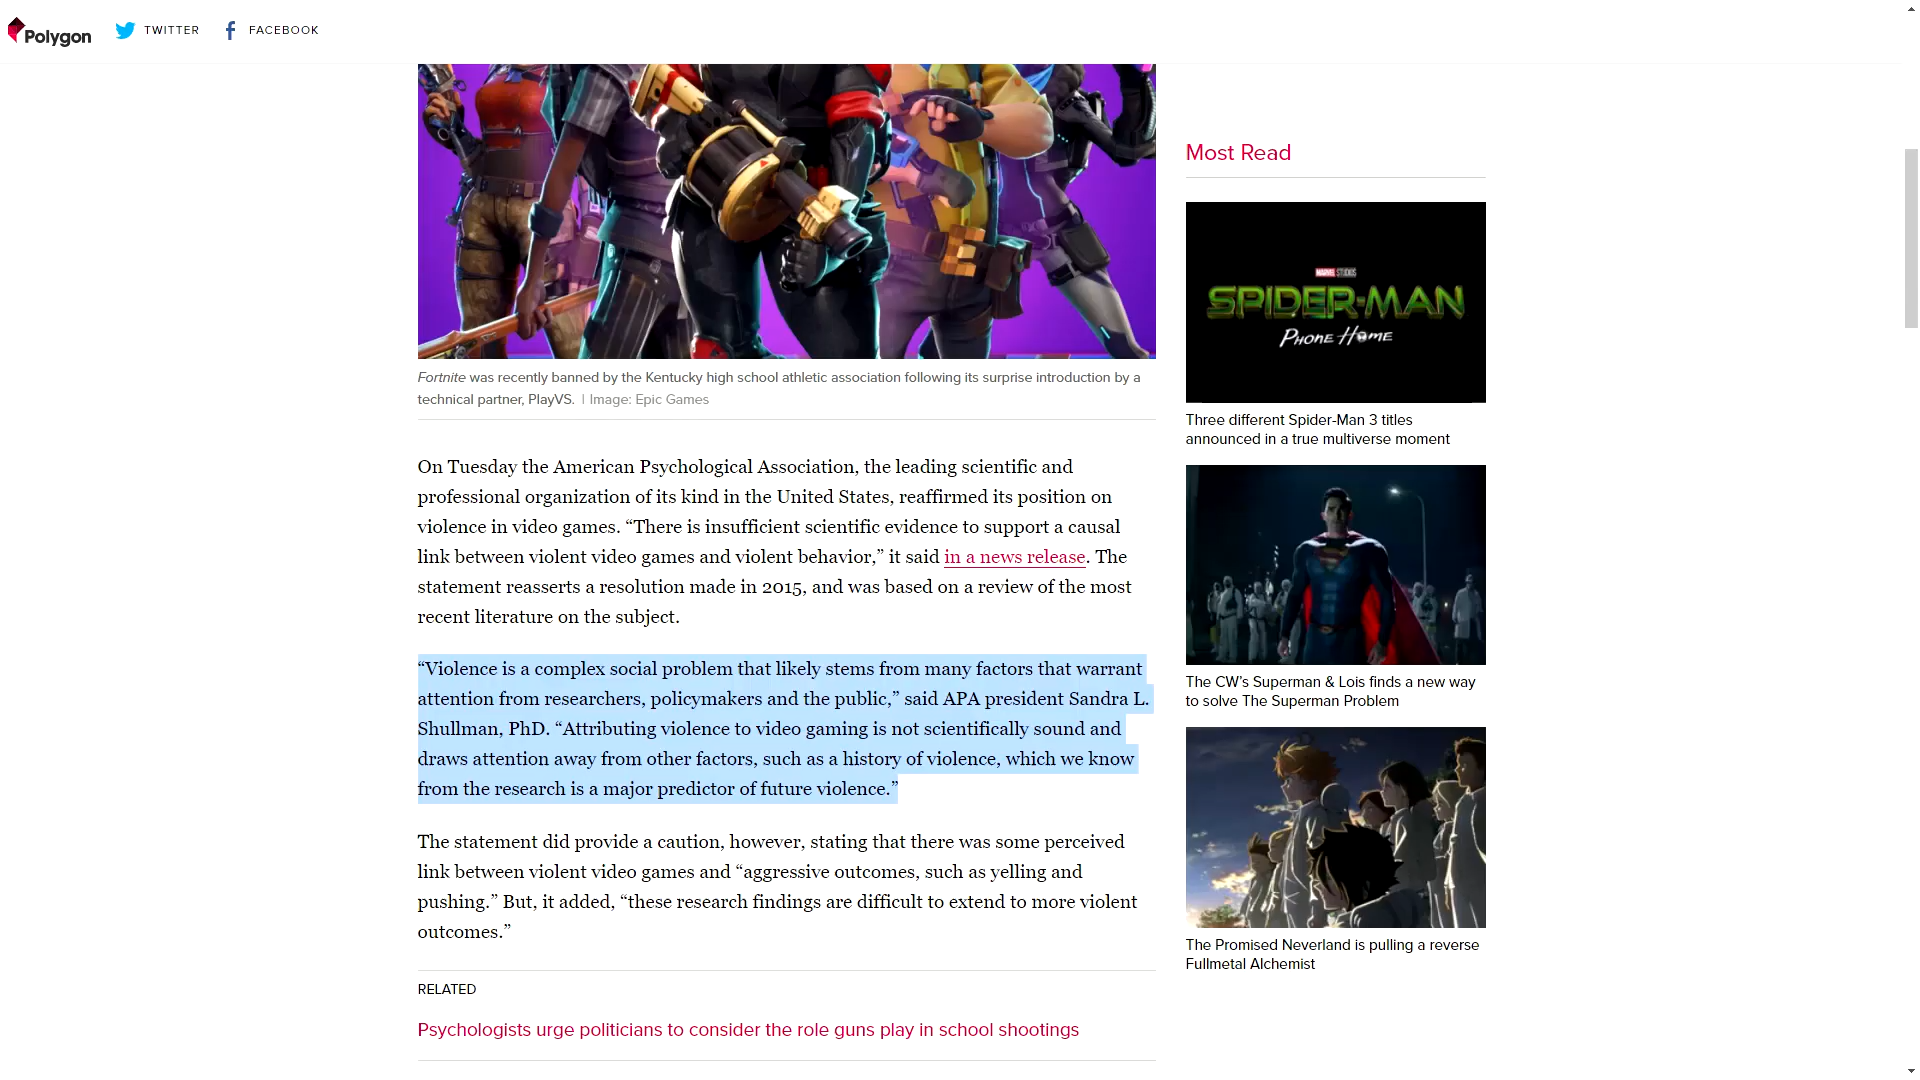 Polygon
TWITTER
FACEBOOK
Fortnite was recently banned by the Kentucky high school athletic association following its surprise introduction by a
technical partner, PlayVS. | Image: Epic Games
On Tuesday the American Psychological Association, the leading scientific and
professional organization of its kind in the United States, reaffirmed its position on
violence in video games. “There is insufficient scientific evidence to support a causal
link between violent video games and violent behavior,” it said in a news release. The
statement reasserts a resolution made in 2015, and was based on a review of the most
recent literature on the subject.
“Violence is a complex social problem that likely stems from many factors that warrant
attention from researchers, policymakers and the public,” said APA president Sandra L.
Shullman, PhD. “Attributing violence to video gaming is not scientifically sound and
draws attention away from other factors, such as a history of violence, which we know
from the research is a major predictor of future violence.”
The statement did provide a caution, however, stating that there was some perceived
link between violent video games and “aggressive outcomes, such as yelling and
pushing.” But, it added, “these research findings are difficult to extend to more violent
outcomes.”
RELATED
Psychologists urge politicians to consider the role guns play in school shootings
Most Read
MARVEL STUDIOS
SPIDER-MAN
PHONE HOME
Three different Spider-Man 3 titles
announced in a true multiverse moment
The CW’s Superman & Lois finds a new way
to solve The Superman Problem
The Promised Neverland is pulling a reverse
Fullmetal Alchemist